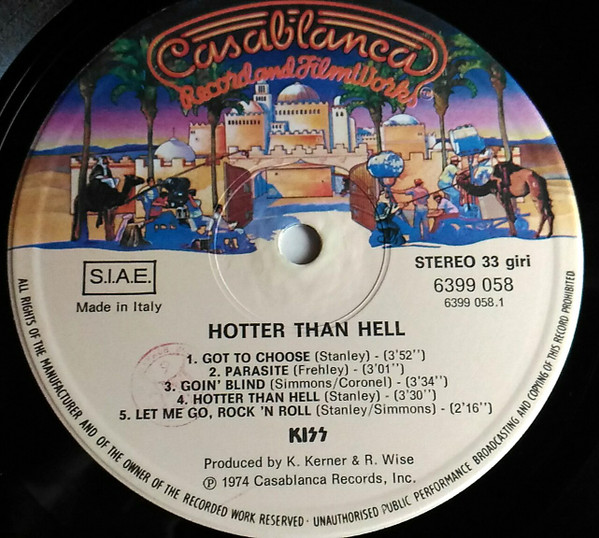 Casablanca
Record and FilmWorks
S.I.A.E.
Made in Italy
STEREO 33 giri
6399 058
6399 058.1
HOTTER THAN HELL
1. GOT TO CHOOSE (Stanley) - (3'52'')
2. PARASITE (Frehley) - (3'01'')
3. GOIN' BLIND (Simmons/Coronel) - (3'34'')
4. HOTTER THAN HELL (Stanley) - (3'30'')
5. LET ME GO, ROCK 'N ROLL (Stanley/Simmons) - (2'16'')
KISS
Produced by K. Kerner & R. Wise
Ⓟ 1974 Casablanca Records, Inc.
ALL RIGHTS OF THE MANUFACTURER AND OF THE OWNER OF THE RECORDED WORK RESERVED · UNAUTHORISED PUBLIC PERFORMANCE BROADCASTING AND COPYING OF THIS RECORD PROHIBITED